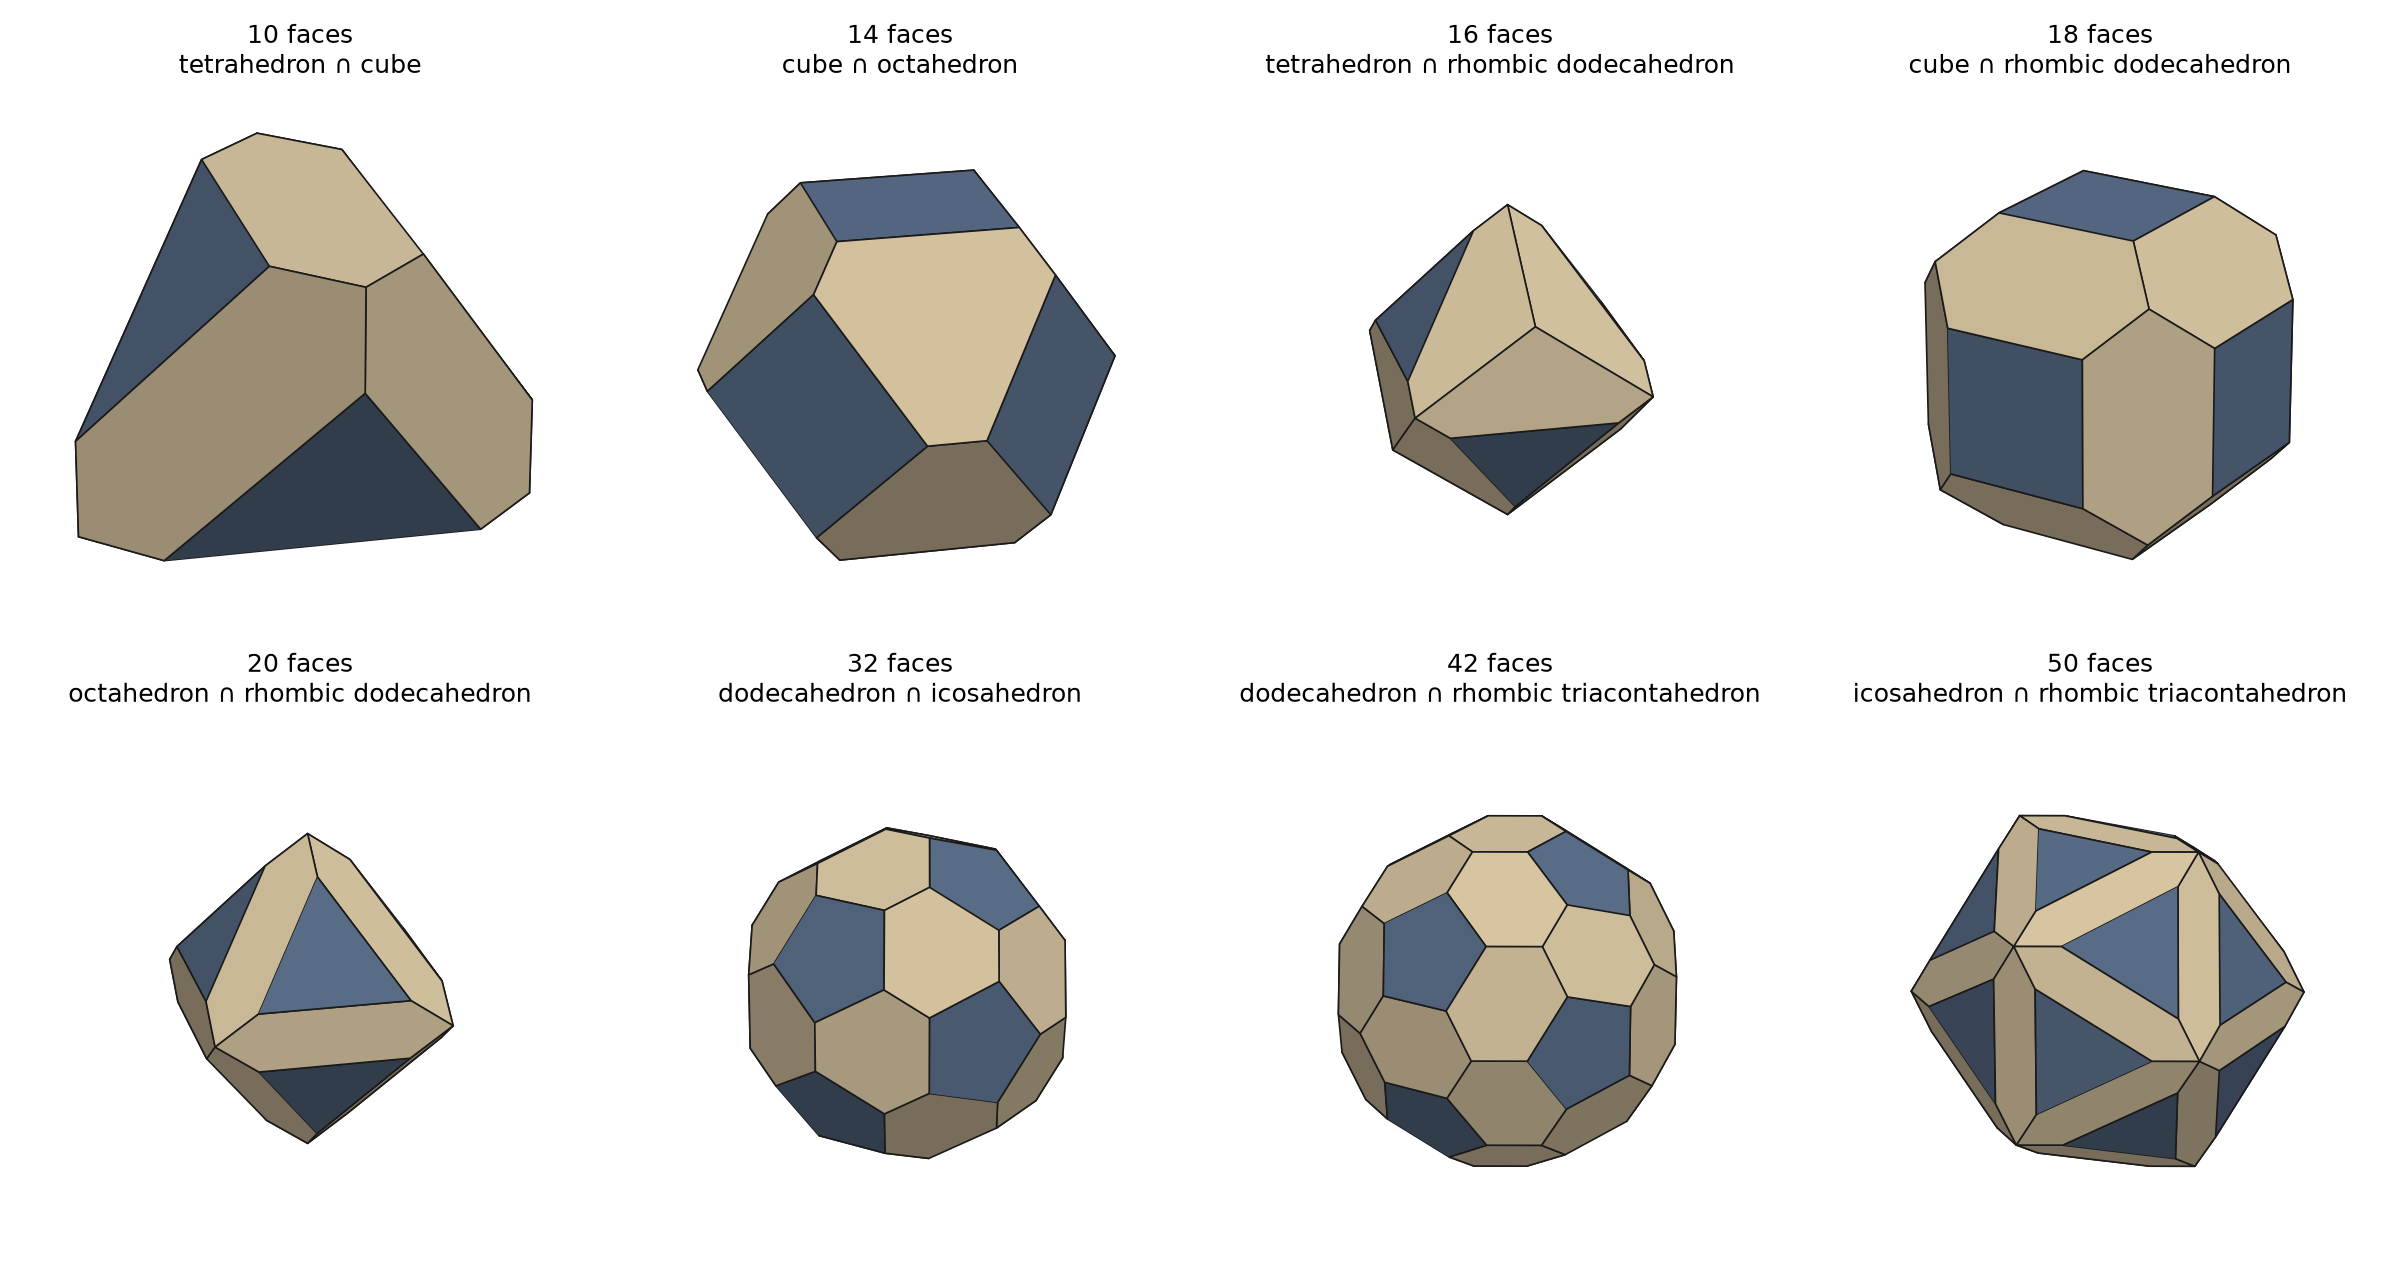 10 faces
tetrahedron ∩ cube
14 faces
cube ∩ octahedron
16 faces
tetrahedron ∩ rhombic dodecahedron
18 faces
cube ∩ rhombic dodecahedron
20 faces
octahedron ∩ rhombic dodecahedron
32 faces
dodecahedron ∩ icosahedron
42 faces
dodecahedron ∩ rhombic triacontahedron
50 faces
icosahedron ∩ rhombic triacontahedron